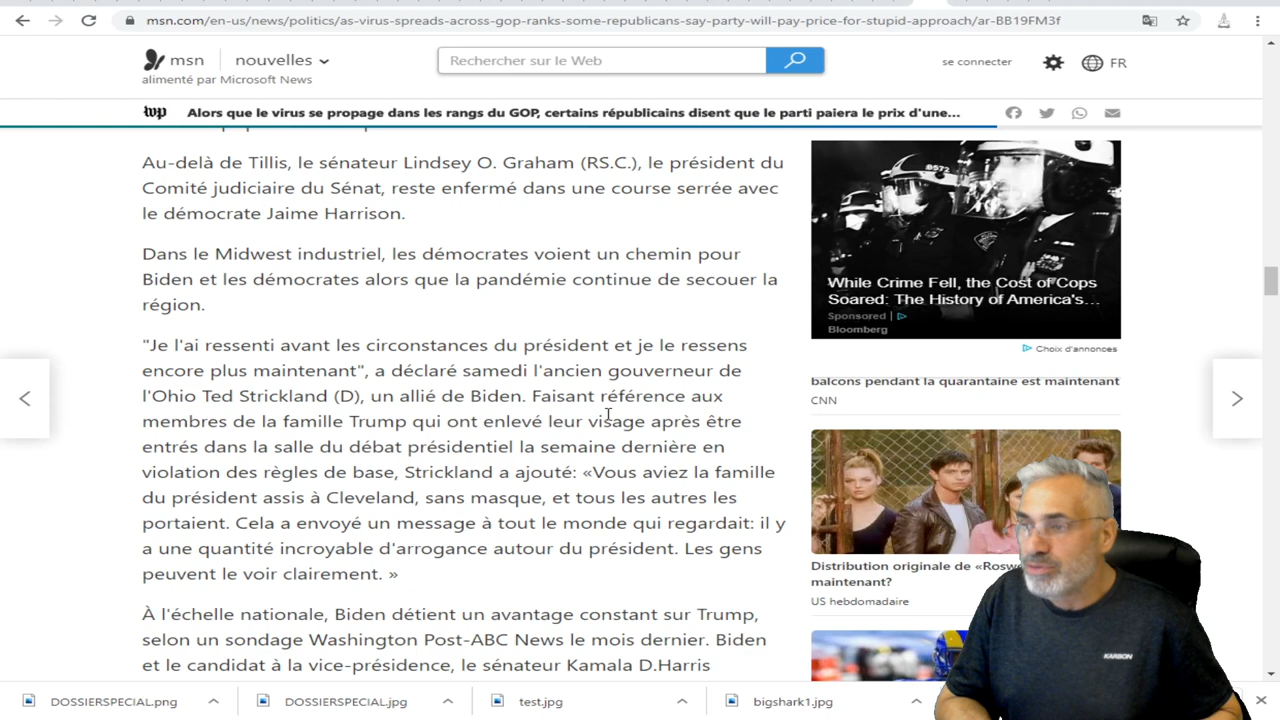 msn.com/en-us/news/politics/as-virus-spreads-across-gop-ranks-some-republicans-say-party-will-pay-price-for-stupid-approach/ar-BB19FM3f
msn
nouvelles
Rechercher sur le Web
se connecter
FR
alimenté par Microsoft News
wp
Alors que le virus se propage dans les rangs du GOP, certains républicains disent que le parti paiera le prix d'une...
Au-delà de Tillis, le sénateur Lindsey O. Graham (RS.C.), le président du
Comité judiciaire du Sénat, reste enfermé dans une course serrée avec
le démocrate Jaime Harrison.
Dans le Midwest industriel, les démocrates voient un chemin pour
Biden et les démocrates alors que la pandémie continue de secouer la
région.
"Je l'ai ressenti avant les circonstances du président et je le ressens
encore plus maintenant", a déclaré samedi l'ancien gouverneur de
l'Ohio Ted Strickland (D), un allié de Biden. Faisant référence aux
membres de la famille Trump qui ont enlevé leur visage après être
entrés dans la salle du débat présidentiel la semaine dernière en
violation des règles de base, Strickland a ajouté: «Vous aviez la famille
du président assis à Cleveland, sans masque, et tous les autres les
portaient. Cela a envoyé un message à tout le monde qui regardait: il y
a une quantité incroyable d'arrogance autour du président. Les gens
peuvent le voir clairement. »
À l'échelle nationale, Biden détient un avantage constant sur Trump,
selon un sondage Washington Post-ABC News le mois dernier. Biden
et le candidat à la vice-présidence, le sénateur Kamala D.Harris
8572
While Crime Fell, the Cost of Cops
Soared: The History of America's...
Sponsored
Bloomberg
Choix d'annonces
balcons pendant la quarantaine est maintenant
CNN
Distribution originale de «Rosw
maintenant?
US hebdomadaire
KARBON
DOSSIERSPECIAL.png
DOSSIERSPECIAL.jpg
test.jpg
bigshark1.jpg